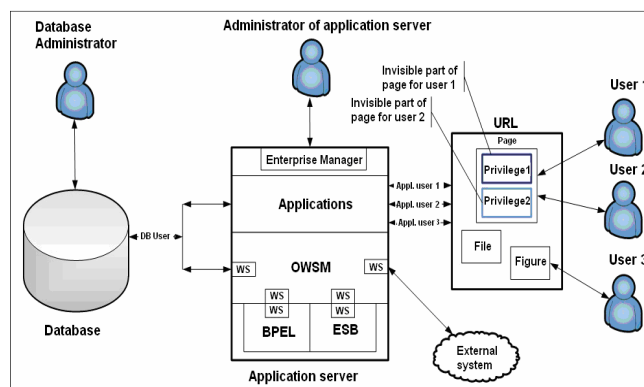 Database
Administrator
Administrator of application server
Invisible part of
page for user 1
Invisible part of
page for user 2
URL
User 1
Page
Enterprise Manager
Privilege1
User 2
Applications
Appl. user 1
Appl. user 2
Appl. user 3
Privilege2
DB User
OWSM
WS
WS
File
Figure
User 3
WS
WS
WS
WS
BPEL
ESB
Database
External
system
Application server